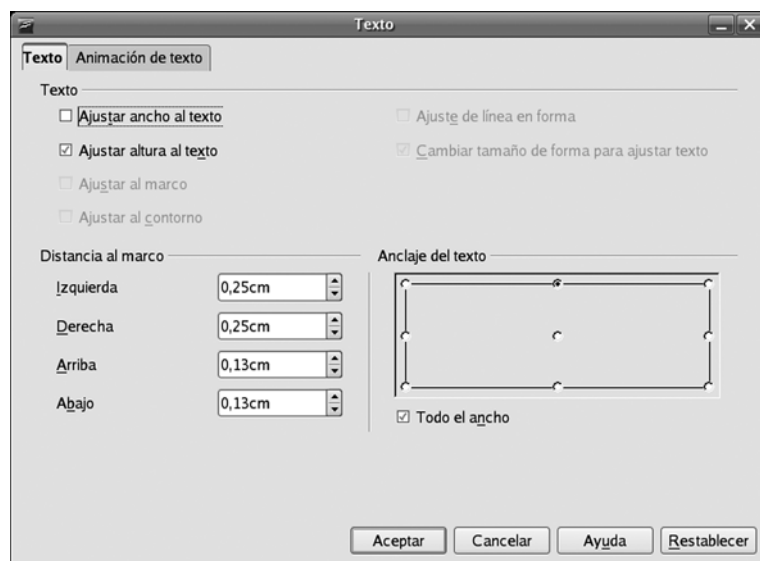 Texto
Texto Animación de texto
Texto
Ajustar ancho al texto
Ajuste de línea en forma
Ajustar altura al texto
Cambiar tamaño de forma para ajustar texto
Ajustar al marco
Ajustar al contorno
Distancia al marco
Anclaje del texto
Izquierda 0,25cm
Derecha 0,25cm
Arriba 0,13cm
Abajo 0,13cm
Todo el ancho
Aceptar Cancelar Ayuda Restablecer